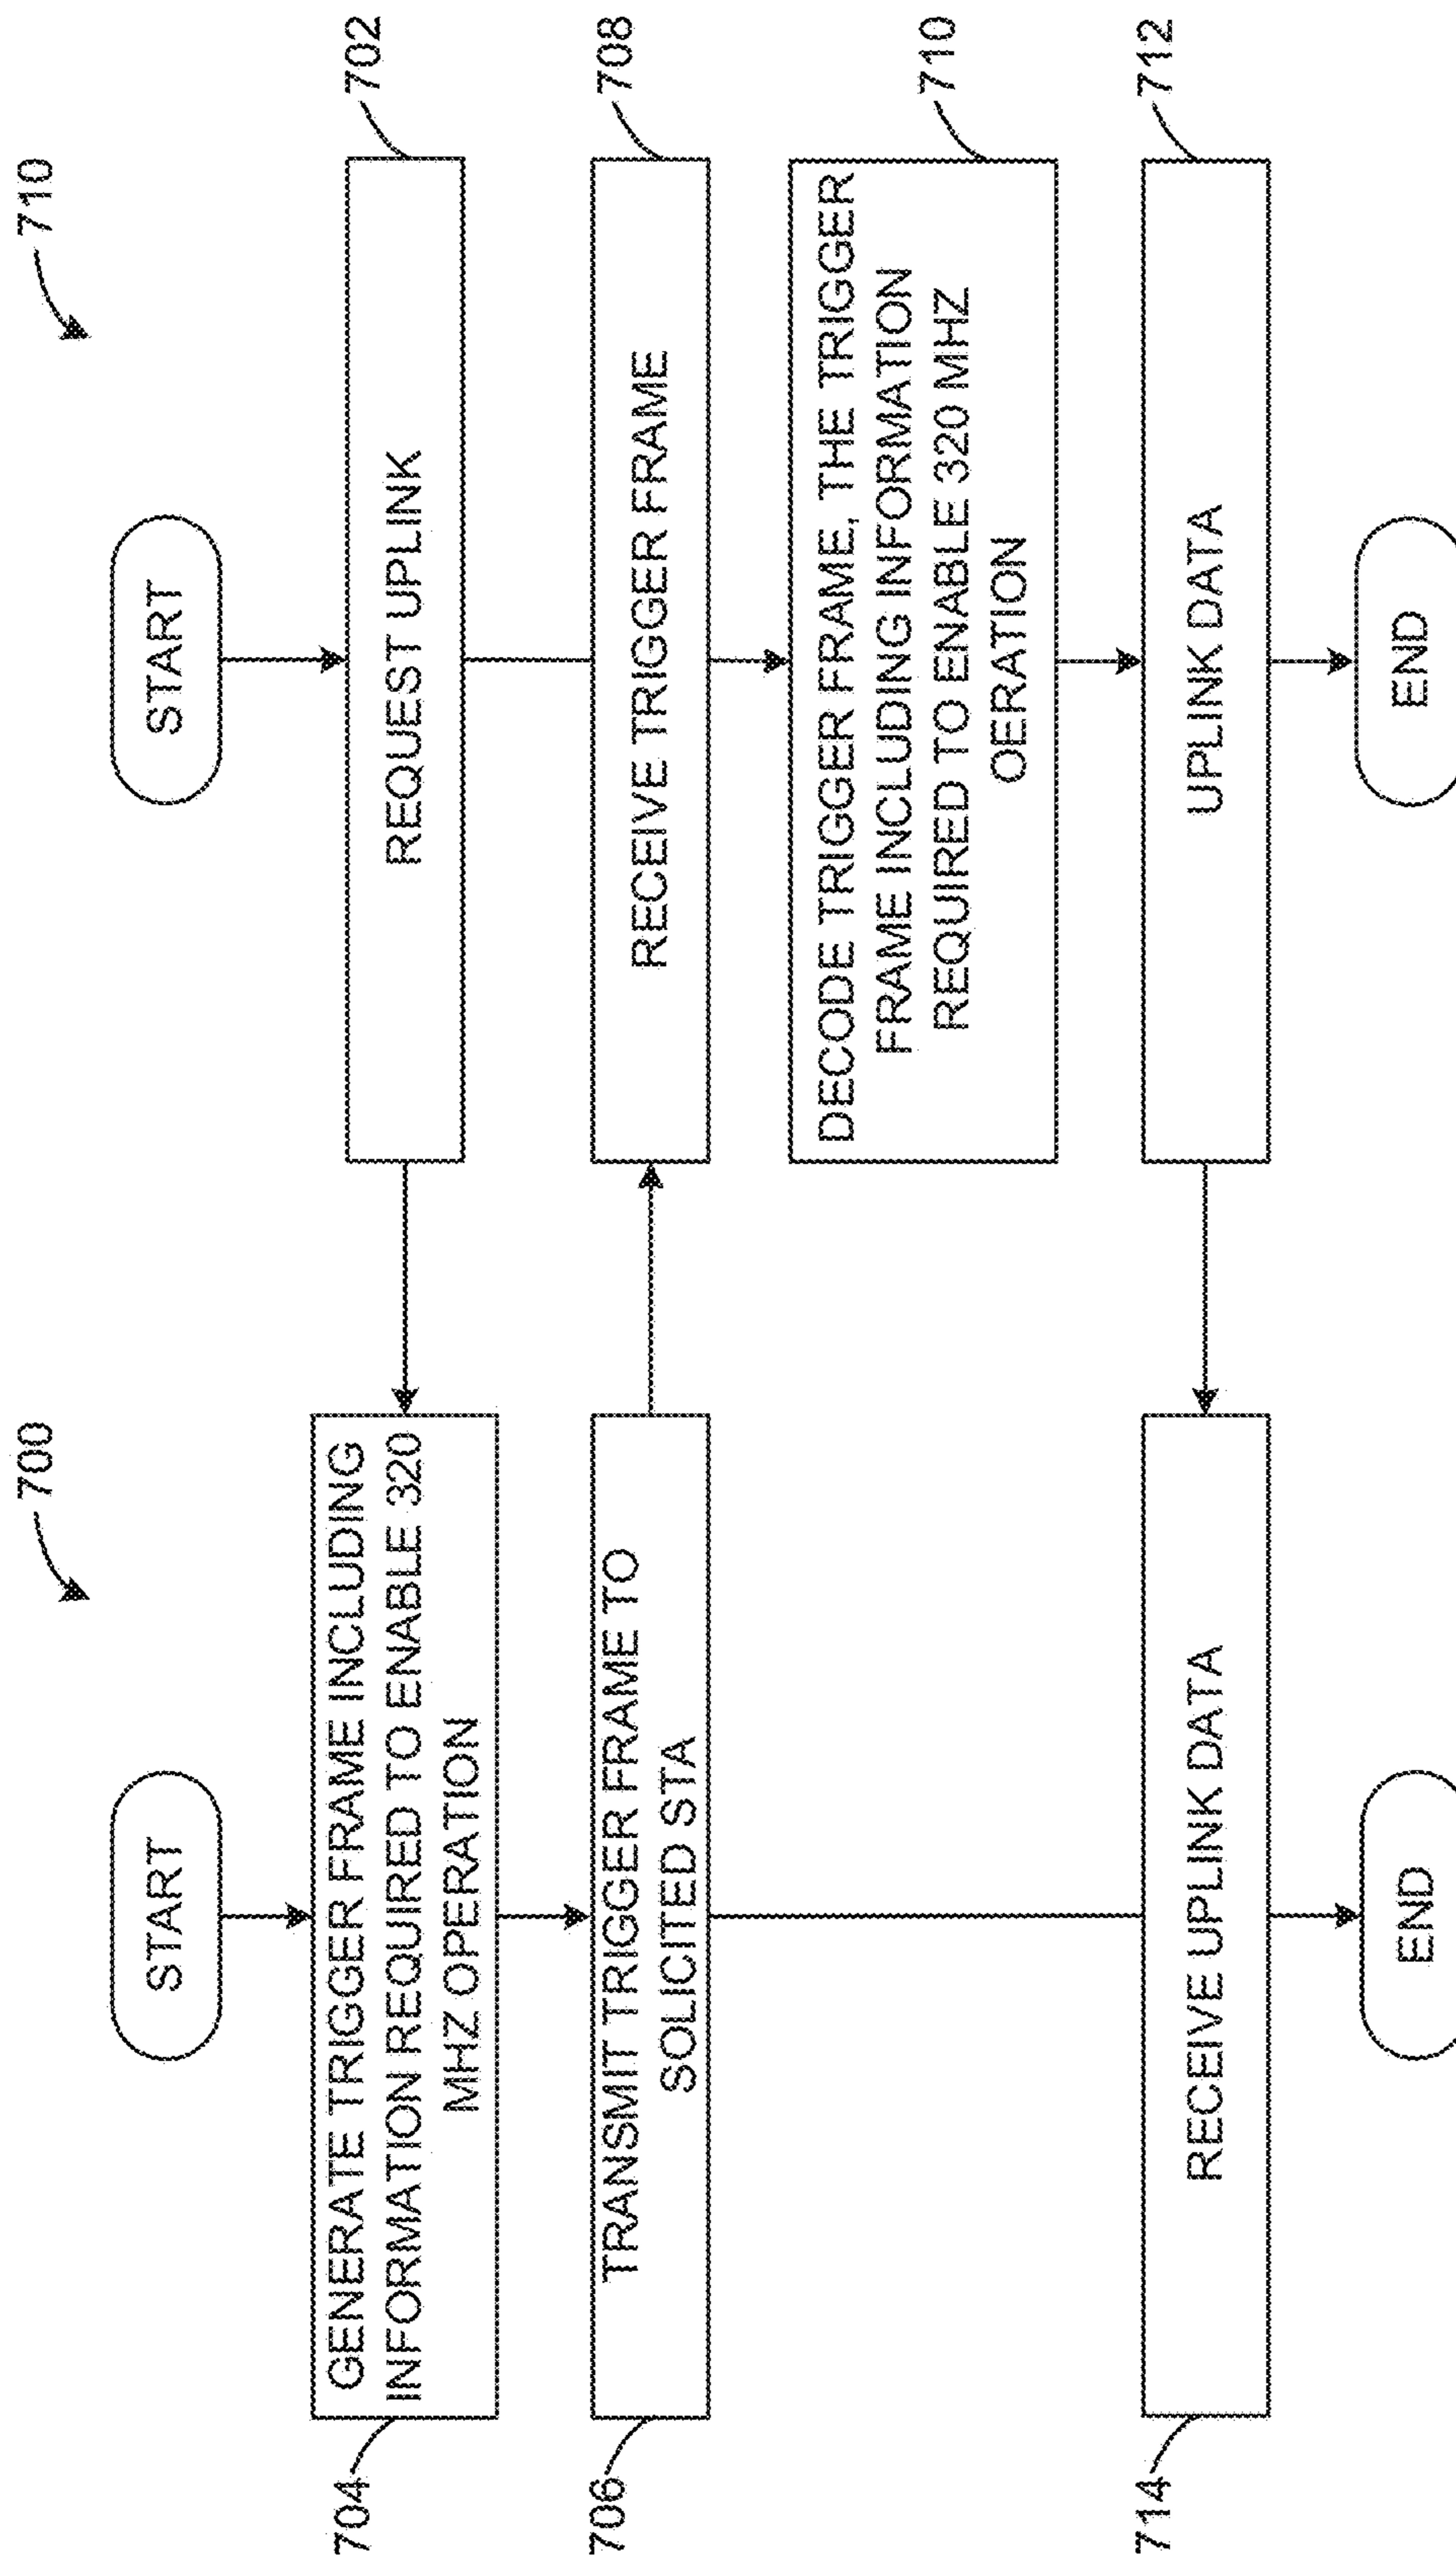 700
START
704
GENERATE TRIGGER FRAME INCLUDING
INFORMATION REQUIRED TO ENABLE 320
MHZ OPERATION
706
TRANSMIT TRIGGER FRAME TO
SOLICITED STA
714
RECEIVE UPLINK DATA
END
710
START
REQUEST UPLINK
702
RECEIVE TRIGGER FRAME
708
DECODE TRIGGER FRAME, THE TRIGGER
FRAME INCLUDING INFORMATION
REQUIRED TO ENABLE 320 MHZ
OERATION
710
UPLINK DATA
712
END